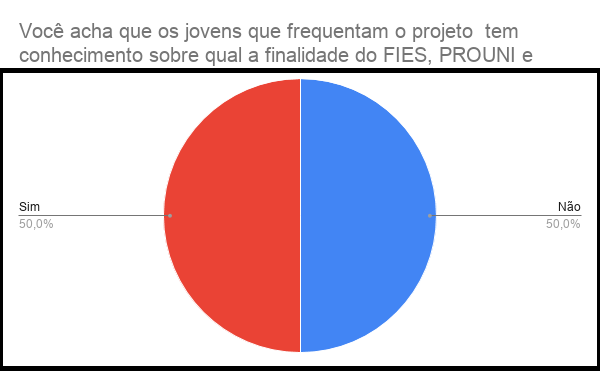 Você acha que os jovens que frequentam o projeto  tem
conhecimento sobre qual a finalidade do FIES, PROUNI e
Sim
50,0%
Não
50,0%